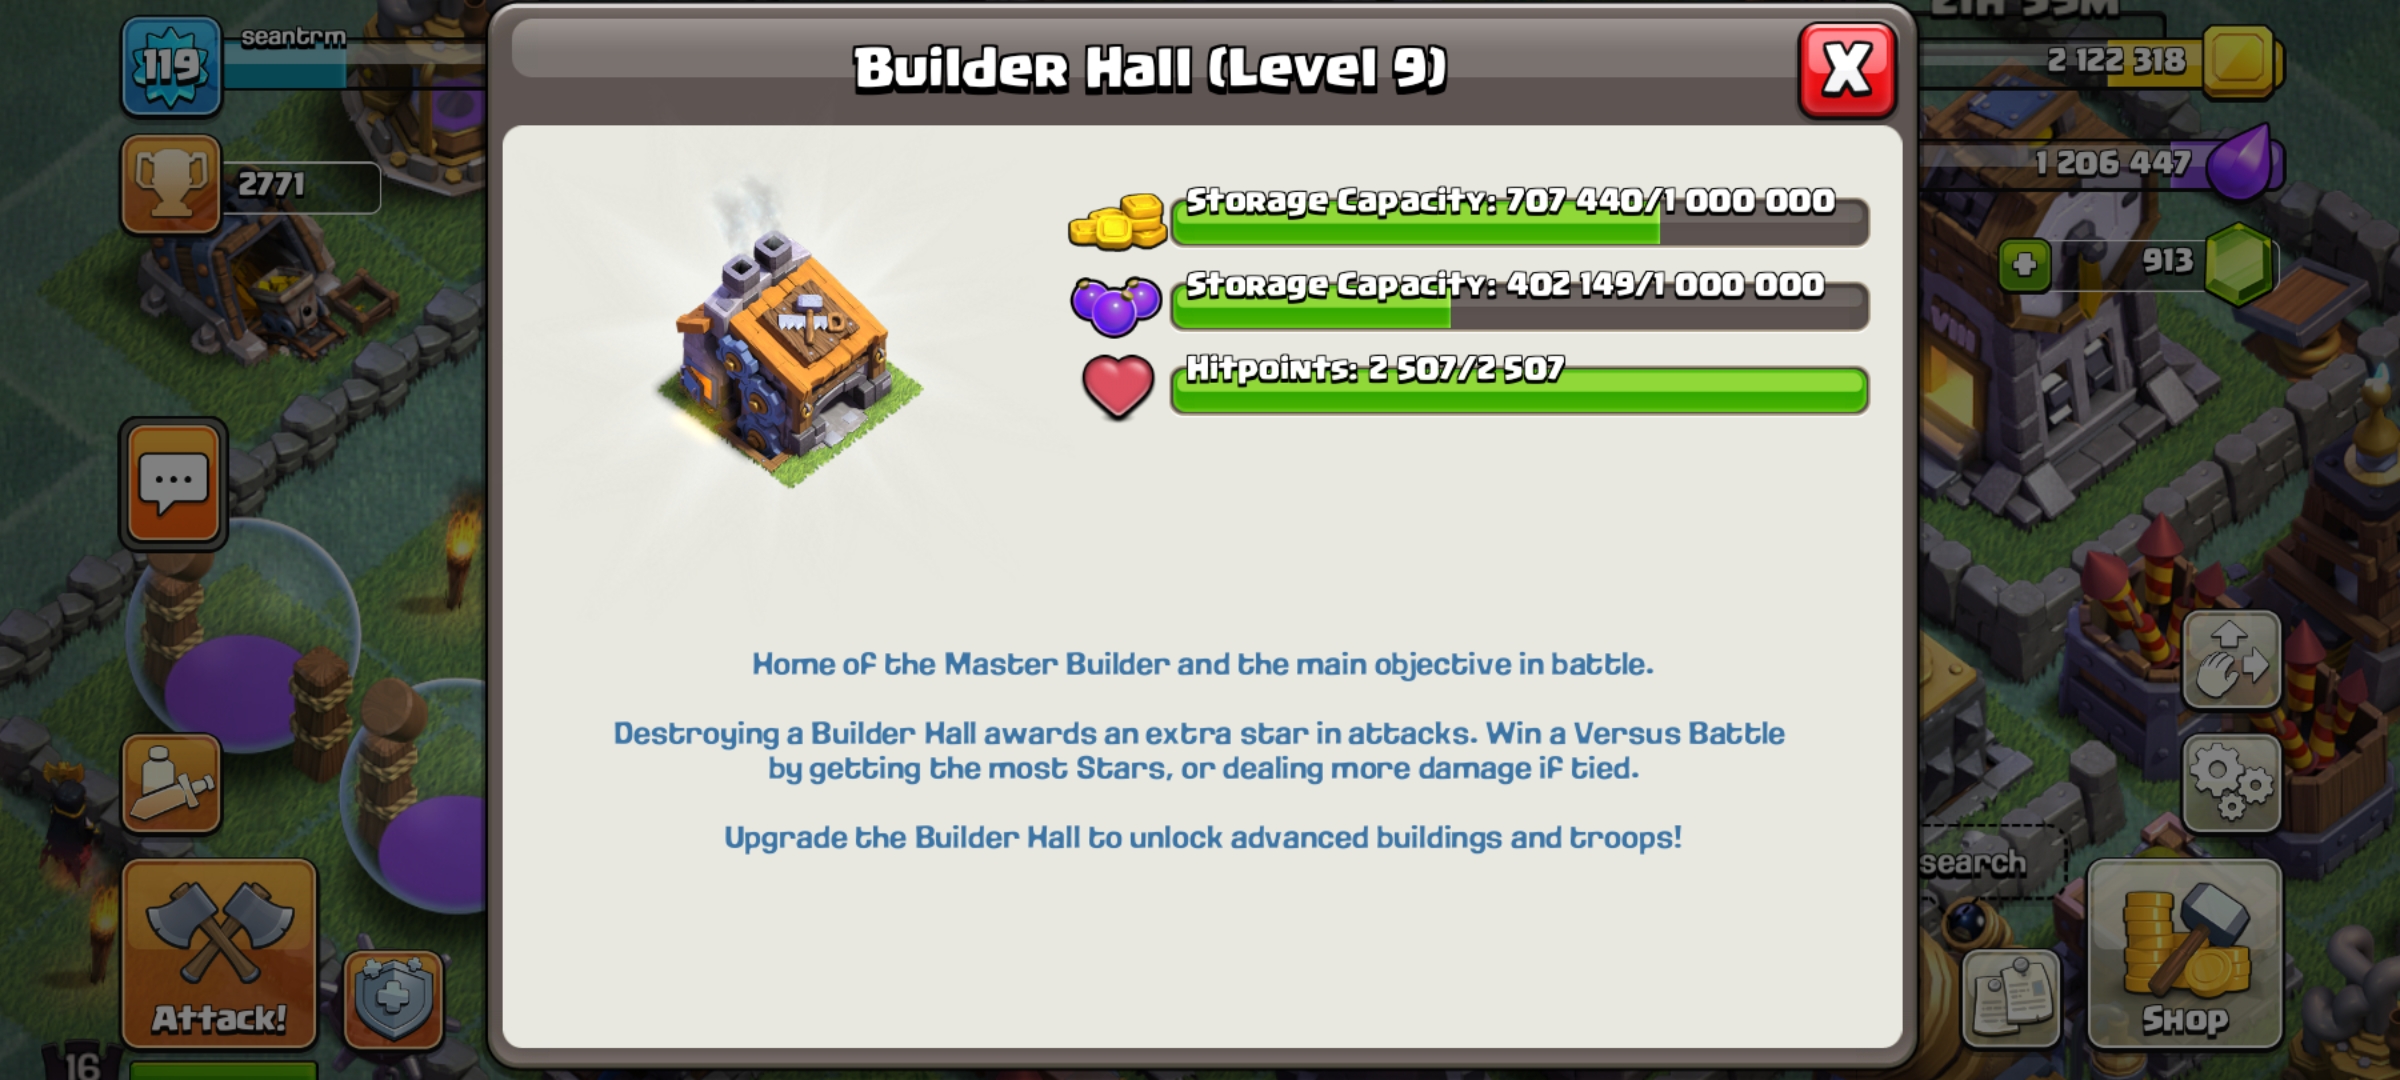 119
seantrm
2771
Attack!
16
Builder Hall (Level 9)
X
Storage Capacity: 707 440/1 000 000
Storage Capacity: 402 149/1 000 000
Hitpoints: 2 507/2 507
Home of the Master Builder and the main objective in battle.
Destroying a Builder Hall awards an extra star in attacks. Win a Versus Battle
by getting the most Stars, or dealing more damage if tied.
Upgrade the Builder Hall to unlock advanced buildings and troops!
2 122 318
1 206 447
913
VIII
search
Shop